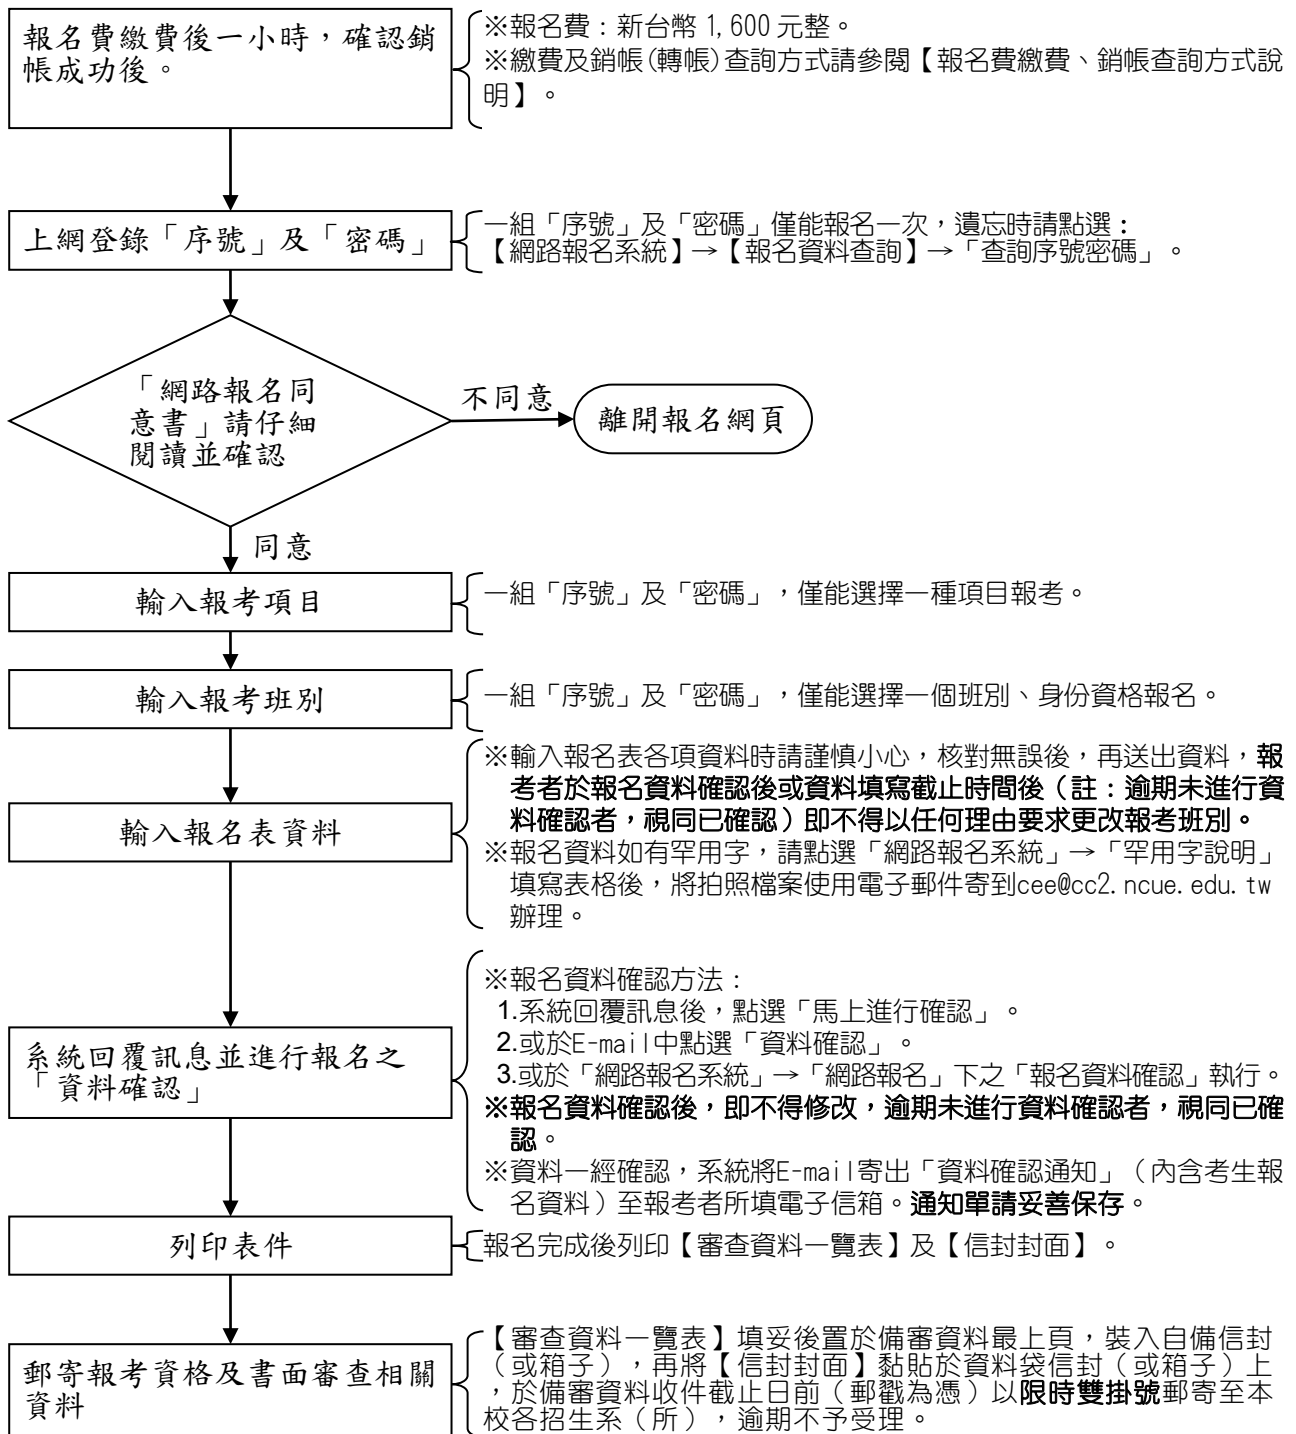 報名費繳費後一小時，確認銷
帳成功後。
※報名費：新台幣 1,600 元整。
※繳費及銷帳(轉帳)查詢方式請參閱【報名費繳費、銷帳查詢方式說
明】。
上網登錄「序號」及「密碼」
一組「序號」及「密碼」僅能報名一次，遺忘時請點選：
【網路報名系統】→【報名資料查詢】→「查詢序號密碼」。
「網路報名同
意書」請仔細
閱讀並確認
不同意
離開報名網頁
同意
輸入報考項目
一組「序號」及「密碼」，僅能選擇一種項目報考。
輸入報考班別
一組「序號」及「密碼」，僅能選擇一個班別、身份資格報名。
輸入報名表資料
※輸入報名表各項資料時請謹慎小心，核對無誤後，再送出資料，報
考者於報名資料確認後或資料填寫截止時間後（註：逾期未進行資
料確認者，視同已確認）即不得以任何理由要求更改報考班別。
※報名資料如有罕用字，請點選「網路報名系統」→「罕用字說明」
填寫表格後，將拍照檔案使用電子郵件寄到cee@cc2.ncue.edu.tw
辦理。
系統回覆訊息並進行報名之
「資料確認」
※報名資料確認方法：
1.系統回覆訊息後，點選「馬上進行確認」。
2.或於E-mail中點選「資料確認」。
3.或於「網路報名系統」→「網路報名」下之「報名資料確認」執行。
※報名資料確認後，即不得修改，逾期未進行資料確認者，視同已確
認。
※資料一經確認，系統將E-mail寄出「資料確認通知」（內含考生報
名資料）至報考者所填電子信箱。通知單請妥善保存。
列印表件
報名完成後列印【審查資料一覽表】及【信封封面】。
郵寄報考資格及書面審查相關
資料
【審查資料一覽表】填妥後置於備審資料最上頁，裝入自備信封
（或箱子），再將【信封封面】黏貼於資料袋信封（或箱子）上
，於備審資料收件截止日前（郵戳為憑）以限時雙掛號郵寄至本
校各招生系（所），逾期不予受理。